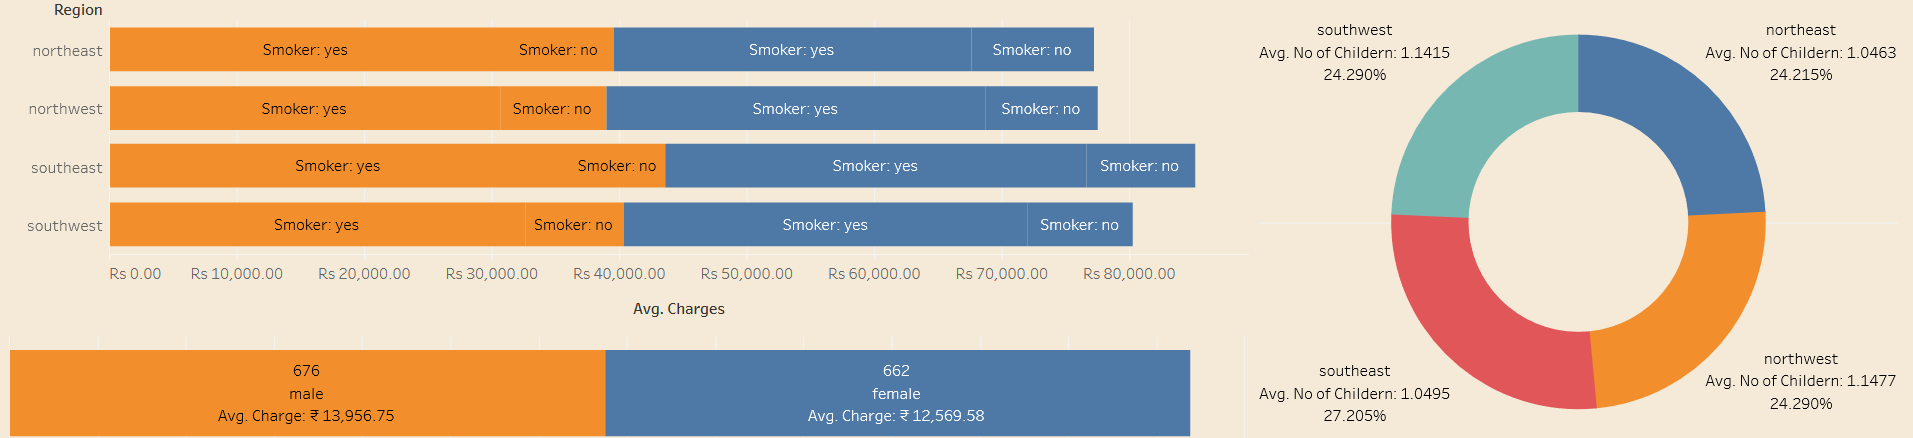 Region
northeast
Smoker: yes Smoker: no Smoker: yes Smoker: no
northwest
Smoker: yes Smoker: no Smoker: yes Smoker: no
southeast
Smoker: yes Smoker: no Smoker: yes Smoker: no
southwest
Smoker: yes Smoker: no Smoker: yes Smoker: no
Rs 0.00 Rs 10,000.00 Rs 20,000.00 Rs 30,000.00 Rs 40,000.00 Rs 50,000.00 Rs 60,000.00 Rs 70,000.00 Rs 80,000.00
Avg. Charges
676
male
Avg. Charge: ₹ 13,956.75
662
female
Avg. Charge: ₹ 12,569.58
southwest
Avg. No of Childern: 1.1415
24.290%
northeast
Avg. No of Childern: 1.0463
24.215%
southeast
Avg. No of Childern: 1.0495
27.205%
northwest
Avg. No of Childern: 1.1477
24.290%